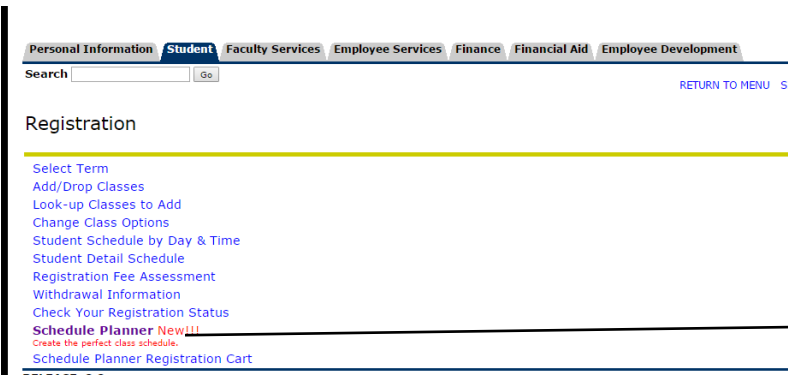 Personal Information Student Faculty Services Employee Services Finance Financial Aid Employee Development
Search Go
RETURN TO MENU S
Registration
Select Term
Add/Drop Classes
Look-up Classes to Add
Change Class Options
Student Schedule by Day & Time
Student Detail Schedule
Registration Fee Assessment
Withdrawal Information
Check Your Registration Status
Schedule Planner New!!!
Create the perfect class schedule.
Schedule Planner Registration Cart